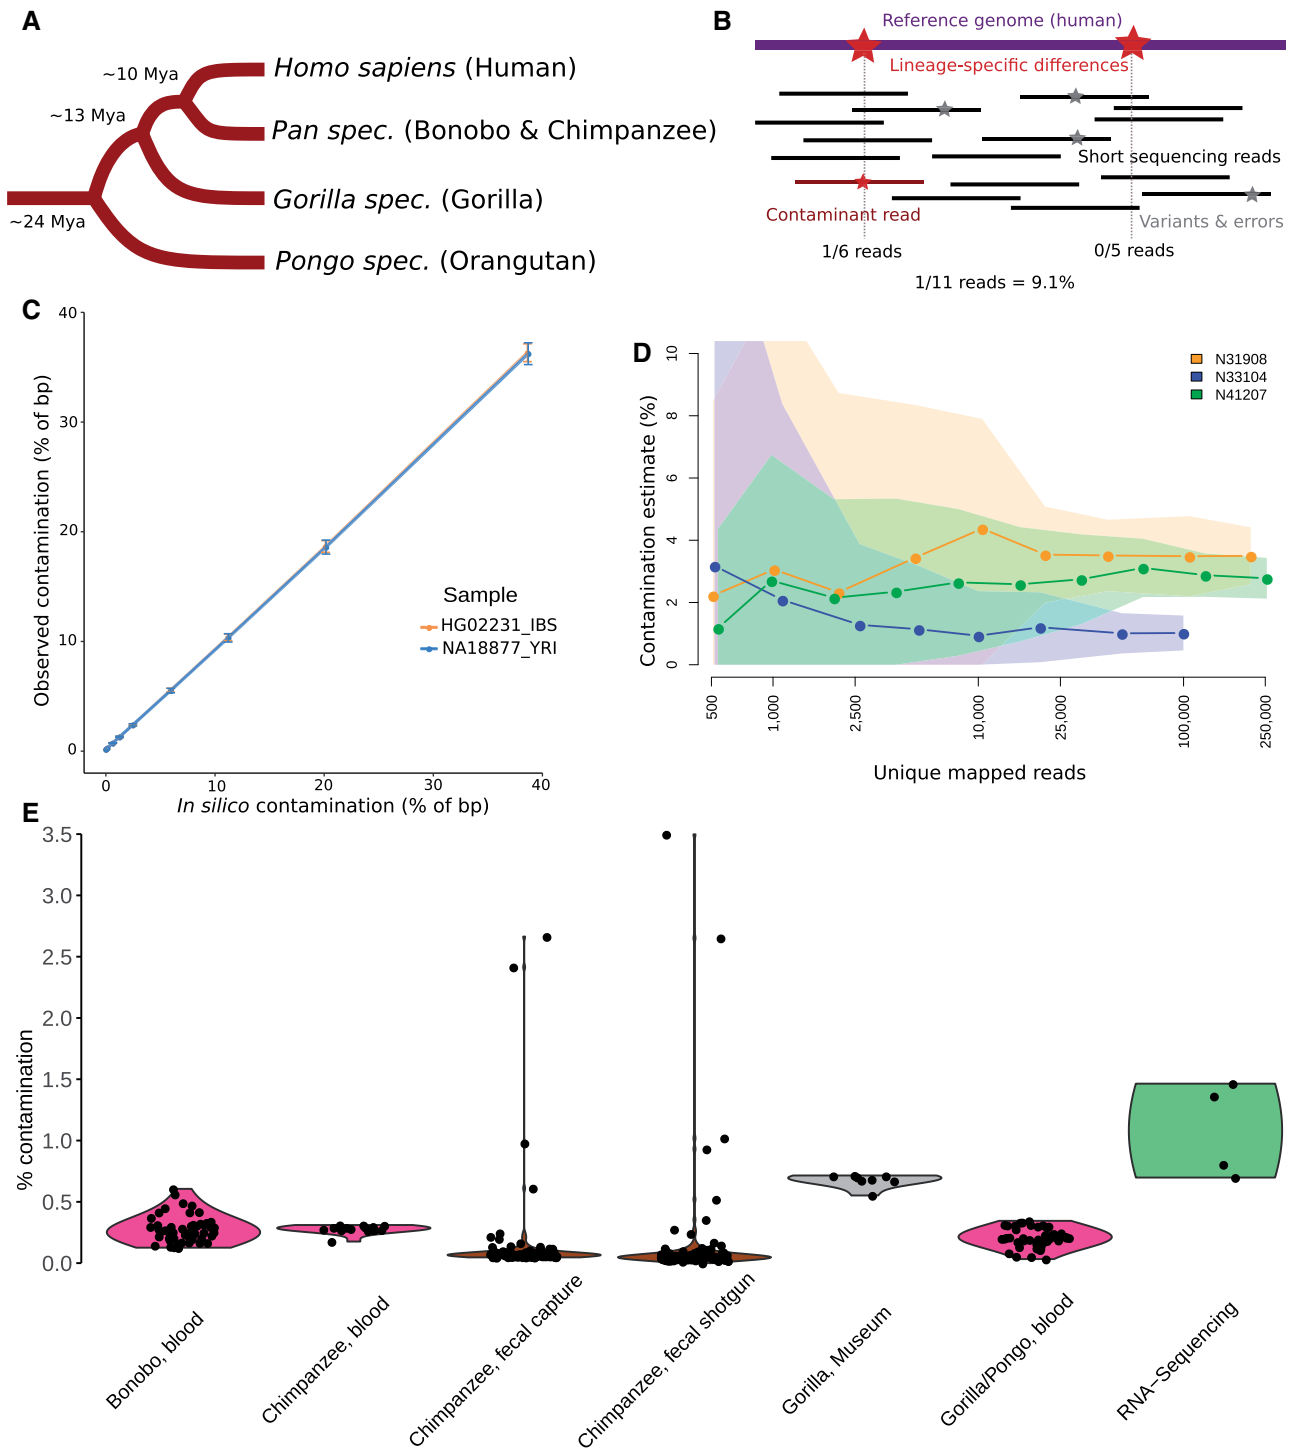 A
~10 Mya
Homo sapiens (Human)
~13 Mya
Pan spec. (Bonobo & Chimpanzee)
Gorilla spec. (Gorilla)
~24 Mya
Pongo spec. (Orangutan)
B
Reference genome (human)
Lineage-specific differences
Short sequencing reads
Contaminant read
Variants & errors
1/6 reads
0/5 reads
1/11 reads = 9.1%
C
Observed contamination (% of bp)
40
30
20
10
0
Sample
HG02231_IBS
NA18877_YRI
0 10 20 30 40
In silico contamination (% of bp)
D
Contamination estimate (%)
10
8
6
4
2
0
N31908
N33104
N41207
500 1,000 2,500 10,000 25,000 100,000 250,000
Unique mapped reads
E
% contamination
3.5
3.0
2.5
2.0
1.5
1.0
0.5
0.0
Bonobo, blood
Chimpanzee, blood
Chimpanzee, fecal capture
Chimpanzee, fecal shotgun
Gorilla, Museum
Gorilla/Pongo, blood
RNA−Sequencing